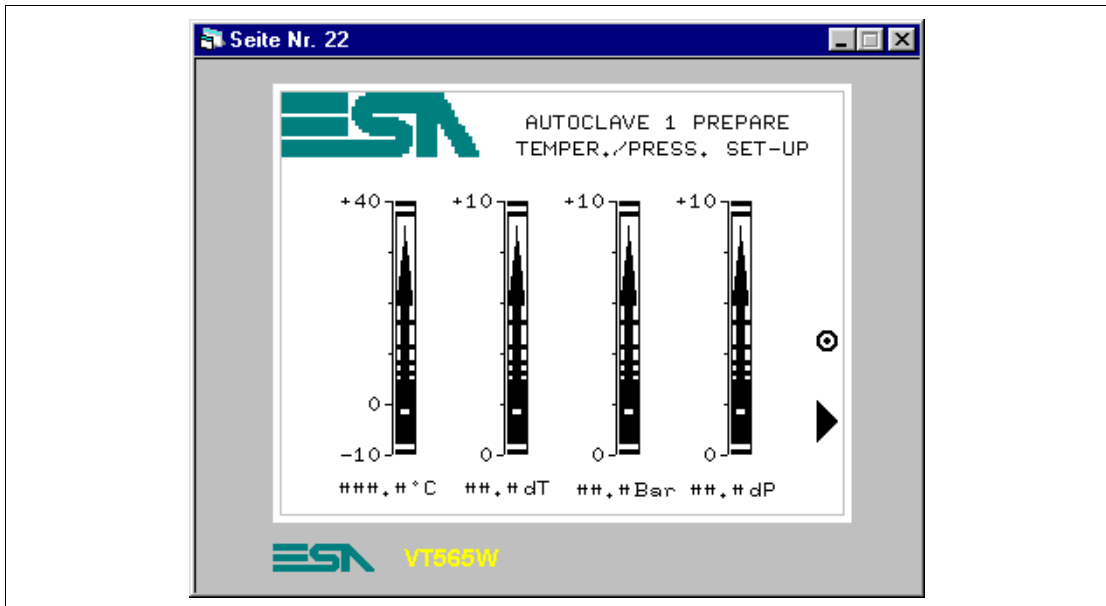 Seite Nr. 22
ESA
AUTOCLAVE 1 PREPARE
TEMPER./PRESS. SET-UP
+40 +10 +10 +10
0
-10 0 0 0
###.#°C ##.#dT ##.#Bar ##.#dP
ESA VT565W